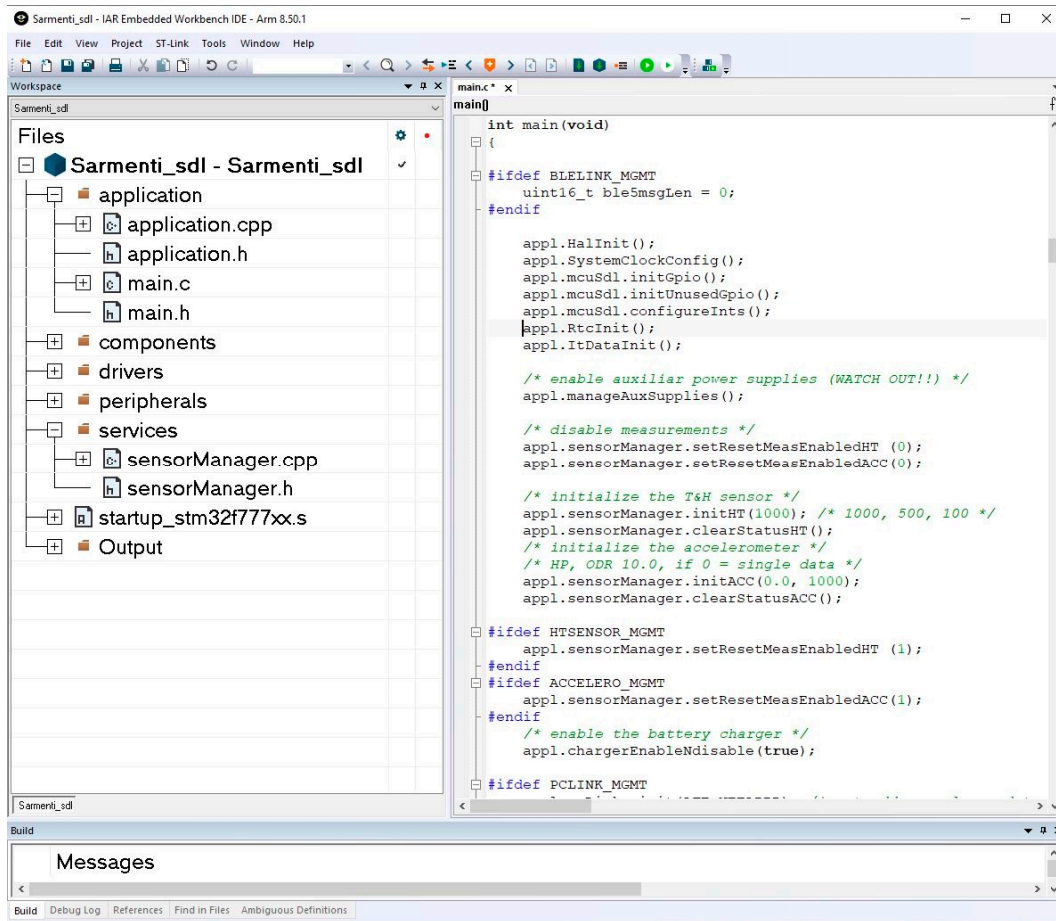 Sarmenti_sdl - IAR Embedded Workbench IDE - Arm 8.50.1
File Edit View Project ST-Link Tools Window Help
Workspace
Sarmenti_sdl
Files
Sarmenti_sdl - Sarmenti_sdl
application
application.cpp
application.h
main.c
main.h
components
drivers
peripherals
services
sensorManager.cpp
sensorManager.h
startup_stm32f777xx.s
Output
Sarmenti_sdl
main.c *
main()
int main(void)
{
#ifdef BLELINK_MGMT
uint16_t ble5msgLen = 0;
#endif
appl.HalInit();
appl.SystemClockConfig();
appl.mcuSdl.initGpio();
appl.mcuSdl.initUnusedGpio();
appl.mcuSdl.configureInts();
appl.RtcInit();
appl.ItDataInit();
/* enable auxiliar power supplies (WATCH OUT!!) */
appl.manageAuxSupplies();
/* disable measurements */
appl.sensorManager.setResetMeasEnabledHT (0);
appl.sensorManager.setResetMeasEnabledACC(0);
/* initialize the T&H sensor */
appl.sensorManager.initHT(1000); /* 1000, 500, 100 */
appl.sensorManager.clearStatusHT();
/* initialize the accelerometer */
/* HP, ODR 10.0, if 0 = single data */
appl.sensorManager.initACC(0.0, 1000);
appl.sensorManager.clearStatusACC();
#ifdef HTSENSOR_MGMT
appl.sensorManager.setResetMeasEnabledHT (1);
#endif
#ifdef ACCELERO_MGMT
appl.sensorManager.setResetMeasEnabledACC(1);
#endif
/* enable the battery charger */
appl.chargerEnableNdisable(true);
#ifdef PCLINK_MGMT
Build
Messages
Build Debug Log References Find in Files Ambiguous Definitions